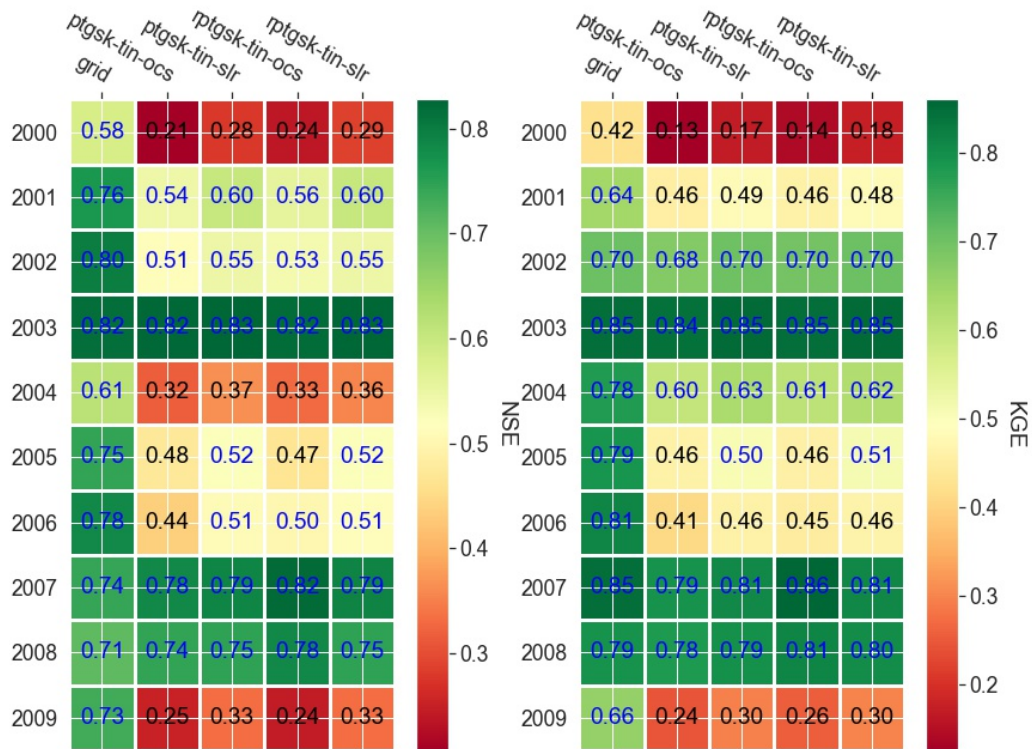 grid ptgsk-tin-ocs ptgsk-tin-slr rptgsk-tin-ocs rptgsk-tin-slr
2000 0.58 0.21 0.28 0.24 0.29
2001 0.76 0.54 0.60 0.56 0.60
2002 0.80 0.51 0.55 0.53 0.55
2003 0.82 0.82 0.83 0.82 0.83
2004 0.61 0.32 0.37 0.33 0.36
2005 0.75 0.48 0.52 0.47 0.52
2006 0.78 0.44 0.51 0.50 0.51
2007 0.74 0.78 0.79 0.82 0.79
2008 0.71 0.74 0.75 0.78 0.75
2009 0.73 0.25 0.33 0.24 0.33
0.8
0.7
0.6
0.5
0.4
0.3
NSE
grid ptgsk-tin-ocs ptgsk-tin-slr rptgsk-tin-ocs rptgsk-tin-slr
2000 0.42 0.13 0.17 0.14 0.18
2001 0.64 0.46 0.49 0.46 0.48
2002 0.70 0.68 0.70 0.70 0.70
2003 0.85 0.84 0.85 0.85 0.85
2004 0.78 0.60 0.63 0.61 0.62
2005 0.79 0.46 0.50 0.46 0.51
2006 0.81 0.41 0.46 0.45 0.46
2007 0.85 0.79 0.81 0.86 0.81
2008 0.79 0.78 0.79 0.81 0.80
2009 0.66 0.24 0.30 0.26 0.30
0.8
0.7
0.6
0.5
0.4
0.3
0.2
KGE